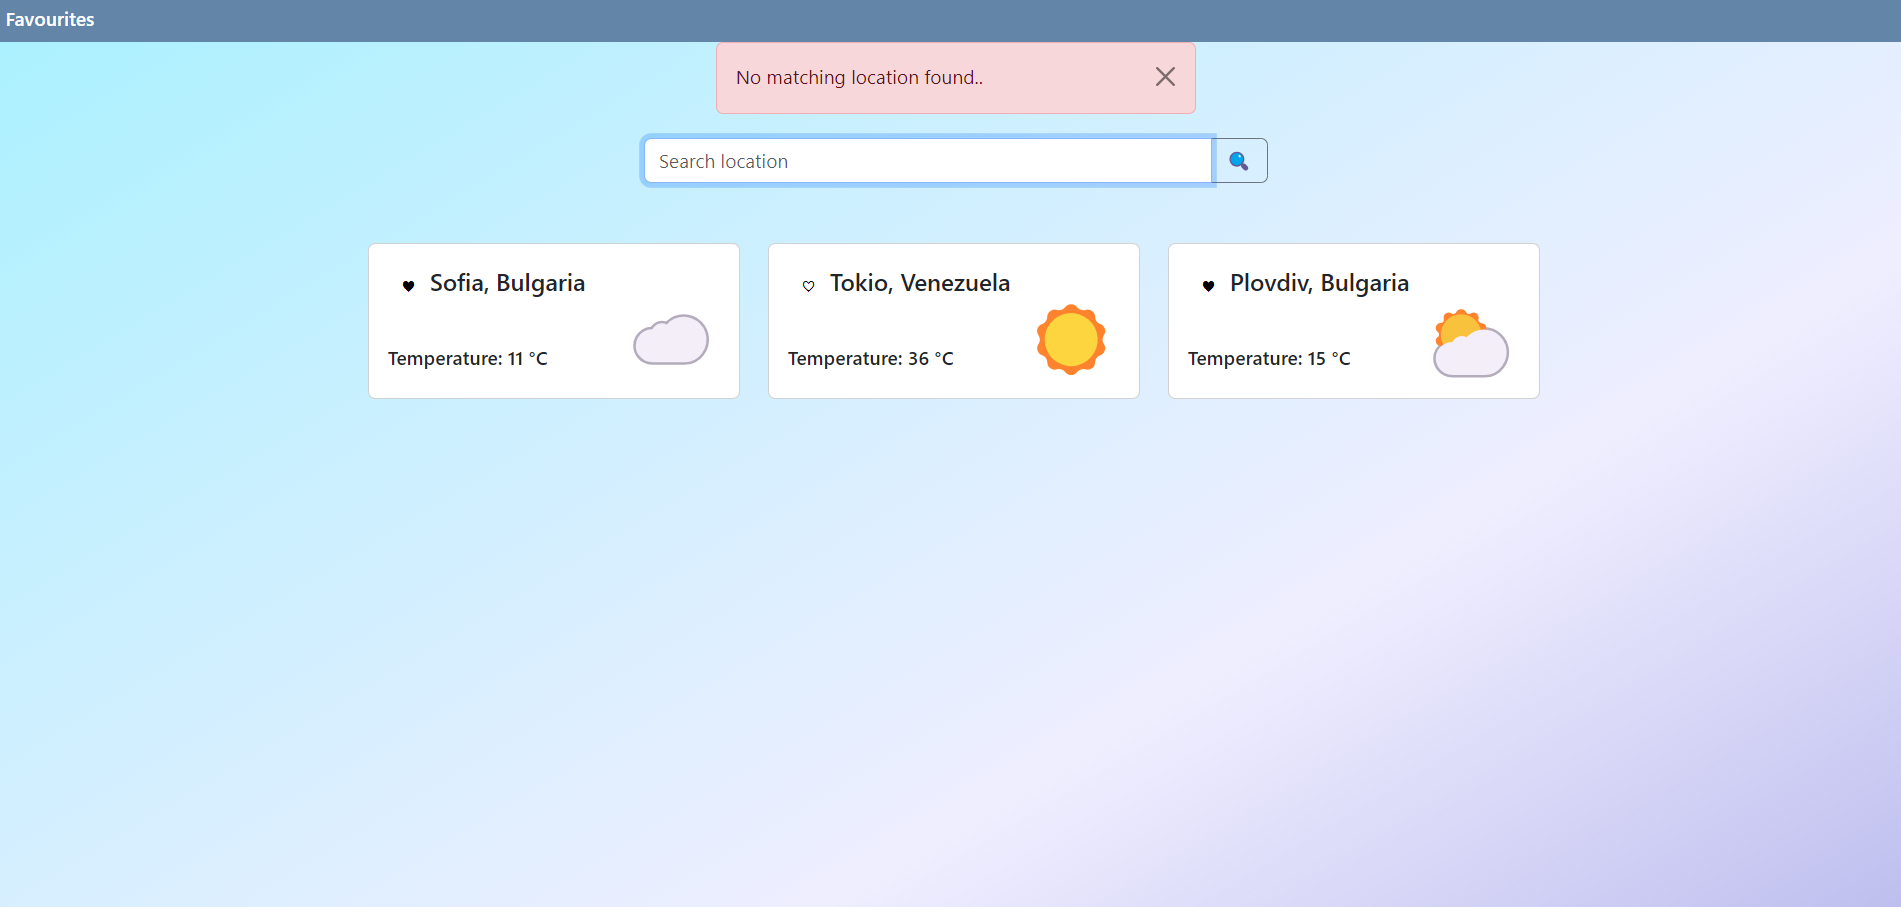 Favourites
No matching location found..
Search location
Sofia, Bulgaria
Temperature: 11 °C
Tokio, Venezuela
Temperature: 36 °C
Plovdiv, Bulgaria
Temperature: 15 °C